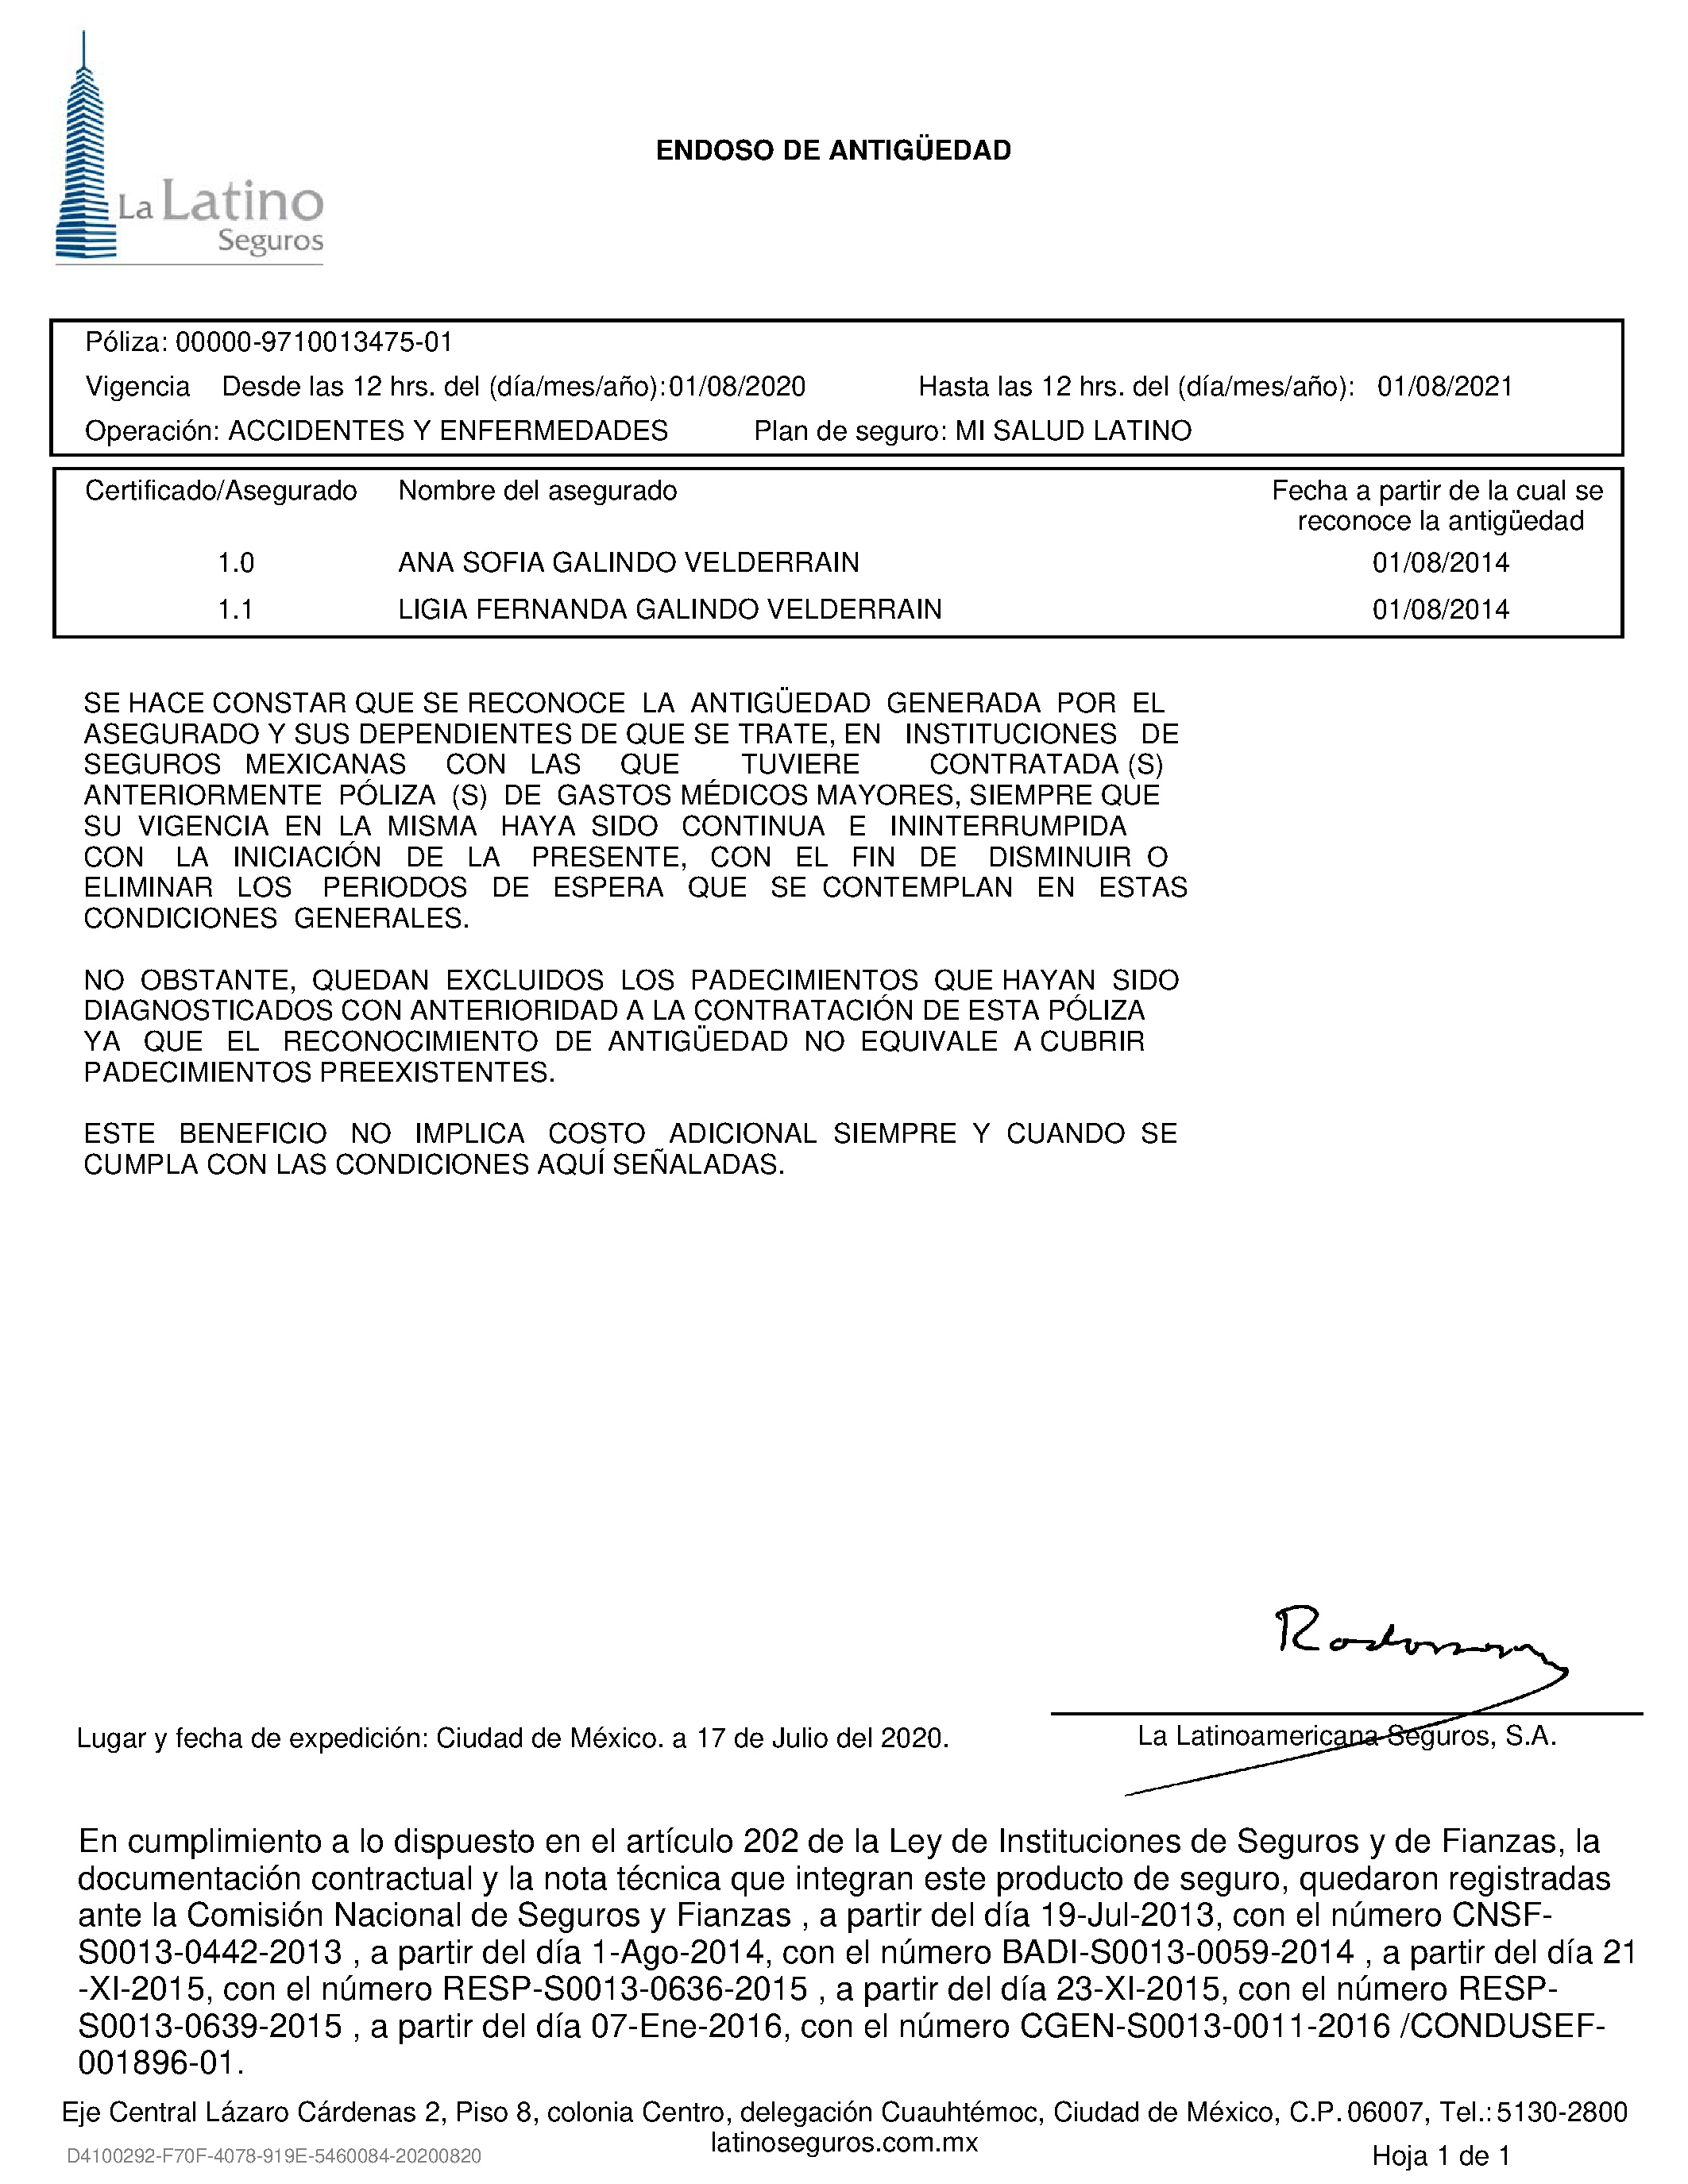 ENDOSO DE ANTIGÜEDAD
La Latino
Seguros
Póliza: 00000-9710013475-01
Vigencia Desde las 12 hrs. del (día/mes/año):01/08/2020 Hasta las 12 hrs. del (día/mes/año): 01/08/2021
Operación: ACCIDENTES Y ENFERMEDADES Plan de seguro: MI SALUD LATINO
Certificado/Asegurado Nombre del asegurado Fecha a partir de la cual se
reconoce la antigüedad
1.0 ANA SOFIA GALINDO VELDERRAIN 01/08/2014
1.1 LIGIA FERNANDA GALINDO VELDERRAIN 01/08/2014
SE HACE CONSTAR QUE SE RECONOCE LA ANTIGÜEDAD GENERADA POR EL
ASEGURADO Y SUS DEPENDIENTES DE QUE SE TRATE, EN INSTITUCIONES DE
SEGUROS MEXICANAS CON LAS QUE TUVIERE CONTRATADA (S)
ANTERIORMENTE PÓLIZA (S) DE GASTOS MÉDICOS MAYORES, SIEMPRE QUE
SU VIGENCIA EN LA MISMA HAYA SIDO CONTINUA E ININTERRUMPIDA
CON LA INICIACIÓN DE LA PRESENTE, CON EL FIN DE DISMINUIR O
ELIMINAR LOS PERIODOS DE ESPERA QUE SE CONTEMPLAN EN ESTAS
CONDICIONES GENERALES.
NO OBSTANTE, QUEDAN EXCLUIDOS LOS PADECIMIENTOS QUE HAYAN SIDO
DIAGNOSTICADOS CON ANTERIORIDAD A LA CONTRATACIÓN DE ESTA PÓLIZA
YA QUE EL RECONOCIMIENTO DE ANTIGÜEDAD NO EQUIVALE A CUBRIR
PADECIMIENTOS PREEXISTENTES.
ESTE BENEFICIO NO IMPLICA COSTO ADICIONAL SIEMPRE Y CUANDO SE
CUMPLA CON LAS CONDICIONES AQUÍ SEÑALADAS.
Lugar y fecha de expedición: Ciudad de México. a 17 de Julio del 2020.
La Latinoamericana Seguros, S.A.
En cumplimiento a lo dispuesto en el artículo 202 de la Ley de Instituciones de Seguros y de Fianzas, la
documentación contractual y la nota técnica que integran este producto de seguro, quedaron registradas
ante la Comisión Nacional de Seguros y Fianzas , a partir del día 19-Jul-2013, con el número CNSF-
S0013-0442-2013 , a partir del día 1-Ago-2014, con el número BADI-S0013-0059-2014 , a partir del día 21
-XI-2015, con el número RESP-S0013-0636-2015 , a partir del día 23-XI-2015, con el número RESP-
S0013-0639-2015 , a partir del día 07-Ene-2016, con el número CGEN-S0013-0011-2016 /CONDUSEF-
001896-01.
Eje Central Lázaro Cárdenas 2, Piso 8, colonia Centro, delegación Cuauhtémoc, Ciudad de México, C.P. 06007, Tel.: 5130-2800
latinoseguros.com.mx
D4100292-F70F-4078-919E-5460084-20200820
Hoja 1 de 1